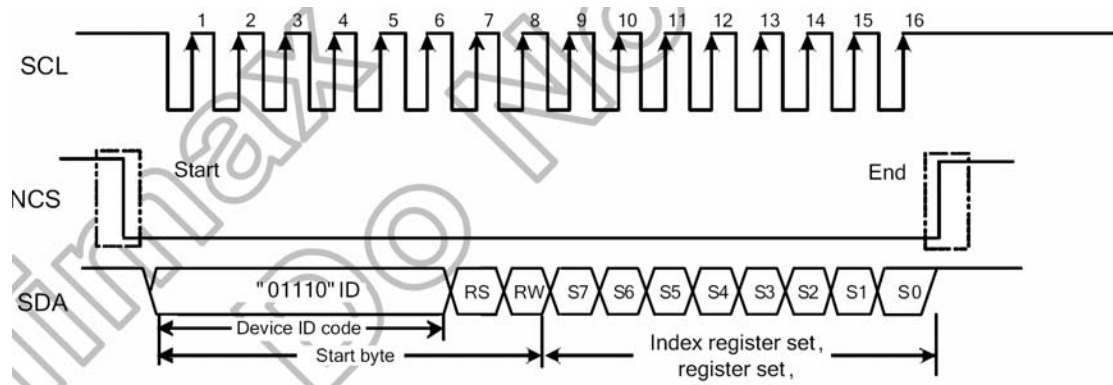 1 2 3 4 5 6 7 8 9 10 11 12 13 14 15 16
SCL
Start
End
NCS
SDA
"01110" ID
RS
RW
S7
S6
S5
S4
S3
S2
S1
S0
Device ID code
Start byte
Index register set,
register set,